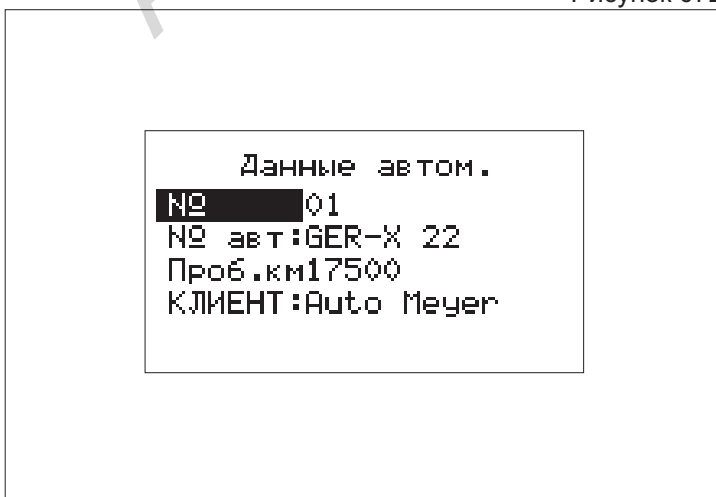 Данные автом.
№ 01
№ авт:GER-X 22
Проб.км17500
КЛИЕНТ:Auto Meyer